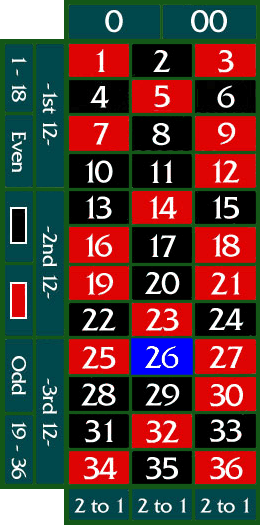 0 00
1 2 3
4 5 6
7 8 9
10 11 12
13 14 15
16 17 18
19 20 21
22 23 24
25 26 27
28 29 30
31 32 33
34 35 36
2 to 1 2 to 1 2 to 1
-1st 12-
-2nd 12-
-3rd 12-
1 - 18
Even
Odd
19 - 36